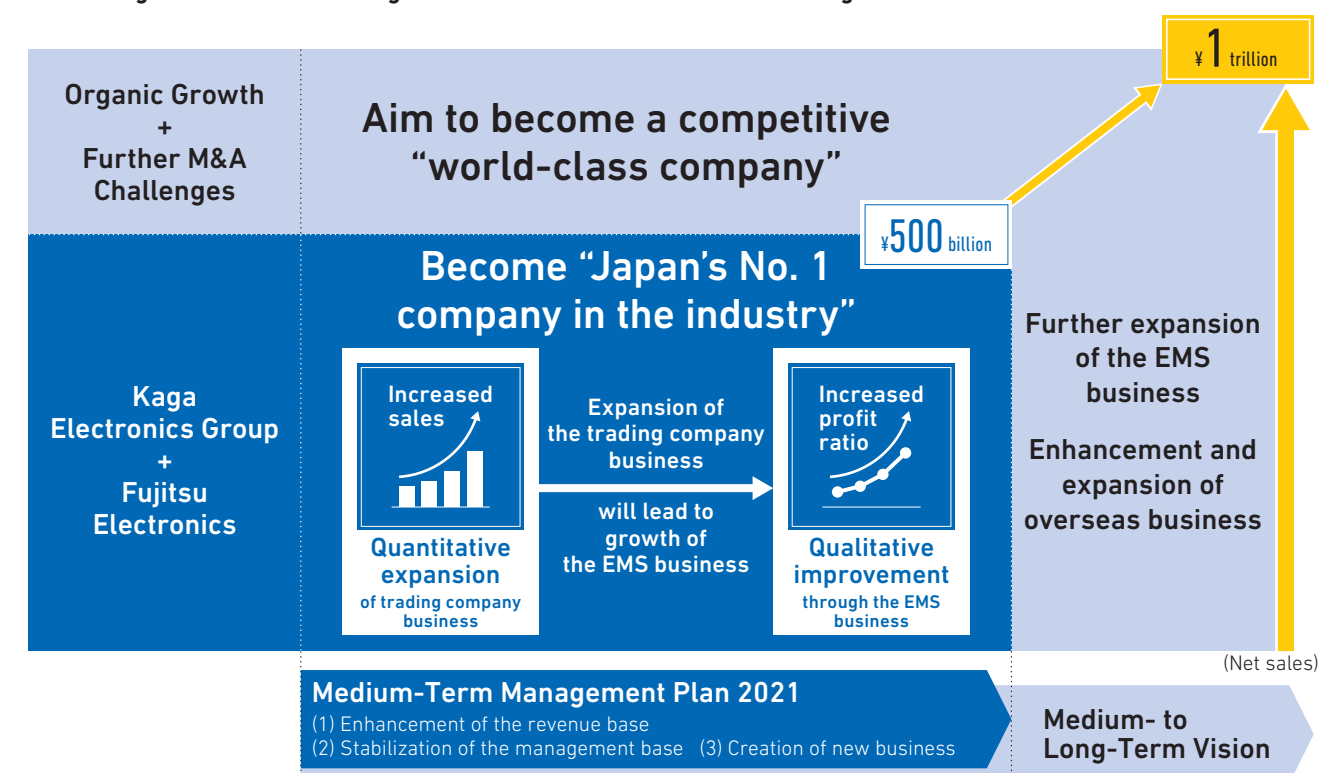 ¥1 trillion
Organic Growth
+
Further M&A
Challenges
Aim to become a competitive
“world-class company”
¥500 billion
Become “Japan’s No. 1
company in the industry”
Kaga
Electronics Group
+
Fujitsu
Electronics
Increased
sales
Quantitative
expansion
of trading company
business
Expansion of
the trading company
business
will lead to
growth of
the EMS business
Increased
profit
ratio
Qualitative
improvement
through the EMS
business
Further expansion
of the EMS
business
Enhancement and
expansion of
overseas business
(Net sales)
Medium-Term Management Plan 2021
(1) Enhancement of the revenue base
(2) Stabilization of the management base (3) Creation of new business
Medium- to
Long-Term Vision